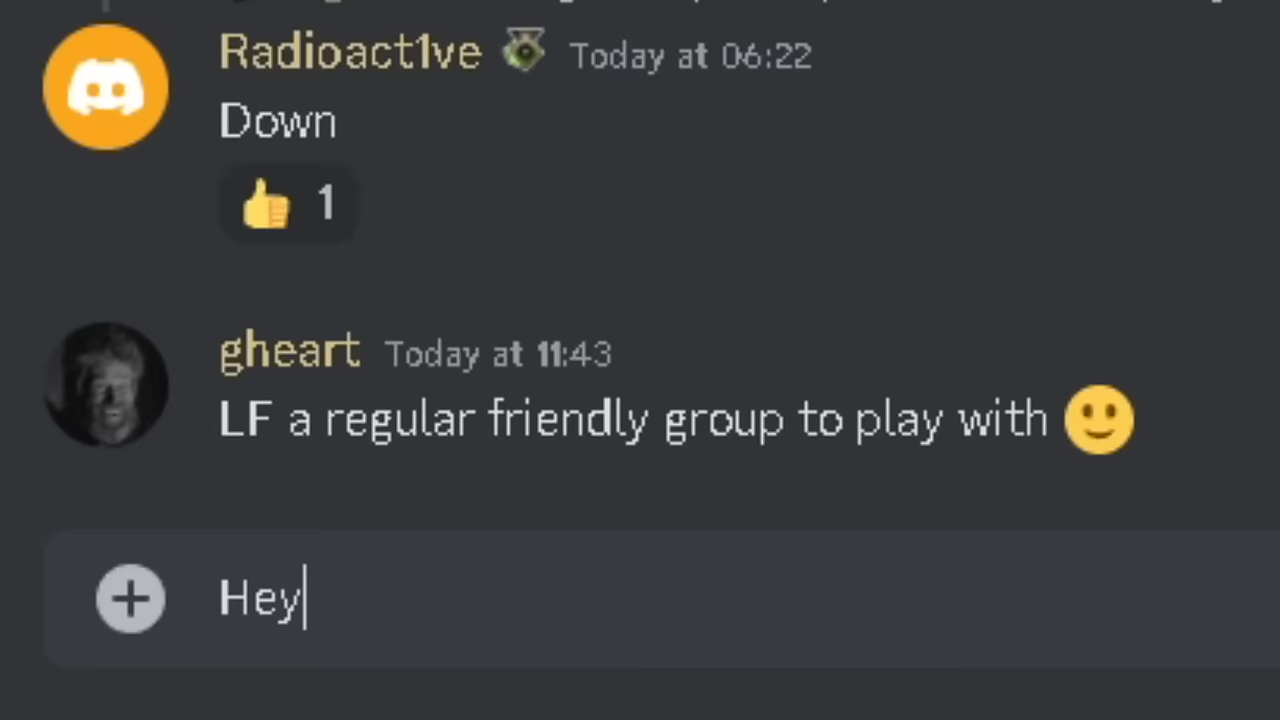 Radioact1ve Today at 06:22
Down
1
gheart Today at 11:43
LF a regular friendly group to play with
Hey